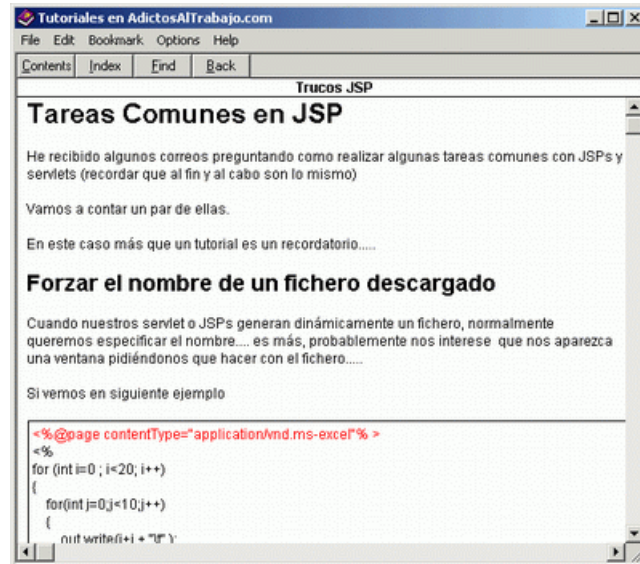 Tutoriales en AdictosAlTrabajo.com
File Edit Bookmark Options Help
Contents Index Find Back
Trucos JSP
Tareas Comunes en JSP
He recibido algunos correos preguntando como realizar algunas tareas comunes con JSPs y
servlets (recordar que al fin y al cabo son lo mismo)
Vamos a contar un par de ellas.
En este caso más que un tutorial es un recordatorio.....
Forzar el nombre de un fichero descargado
Cuando nuestros servlet o JSPs generan dinámicamente un fichero, normalmente
queremos especificar el nombre.... es más, probablemente nos interese que nos aparezca
una ventana pidiéndonos que hacer con el fichero.....
Si vemos en siguiente ejemplo
<%@page contentType="application/vnd.ms-excel"% >
<%
for (int i=0 ; i<20; i++)
{
for(int j=0;j<10;j++)
{
out.write(i+j + "\t" );